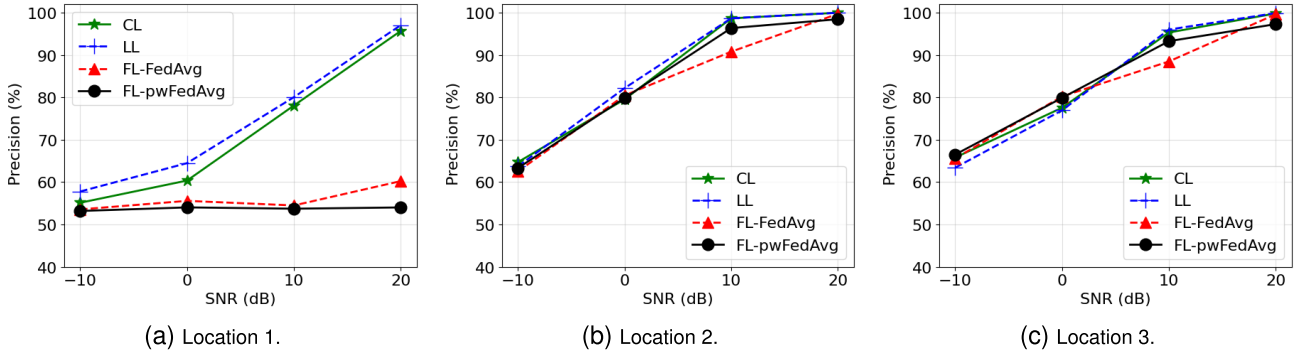 100
90
80
70
60
50
40
Precision (%)
CL
LL
FL-FedAvg
FL-pwFedAvg
−10
0
10
20
SNR (dB)
(a) Location 1.
100
90
80
70
60
50
40
Precision (%)
CL
LL
FL-FedAvg
FL-pwFedAvg
−10
0
10
20
SNR (dB)
(b) Location 2.
100
90
80
70
60
50
40
Precision (%)
CL
LL
FL-FedAvg
FL-pwFedAvg
−10
0
10
20
SNR (dB)
(c) Location 3.